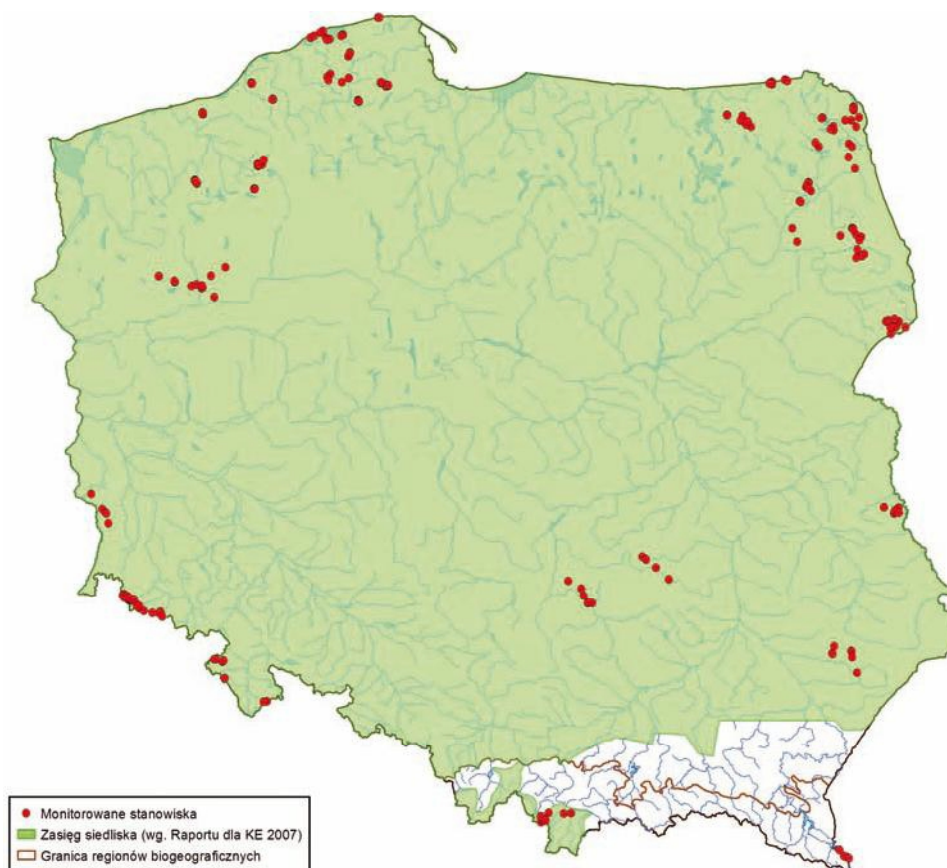 Monitorowane stanowiska
Zasięg siedliska (wg. Raportu dla KE 2007)
Granica regionów biogeograficznych